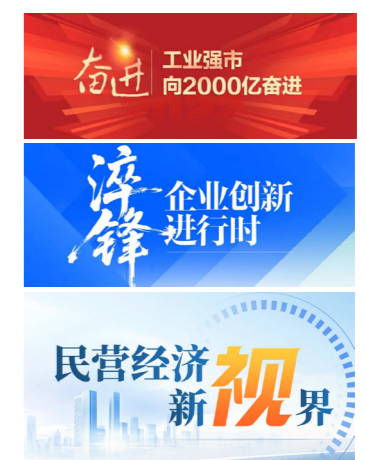 奋进
工业强市
向2000亿奋进
淬锋
企业创新
进行时
民营经济
新视界